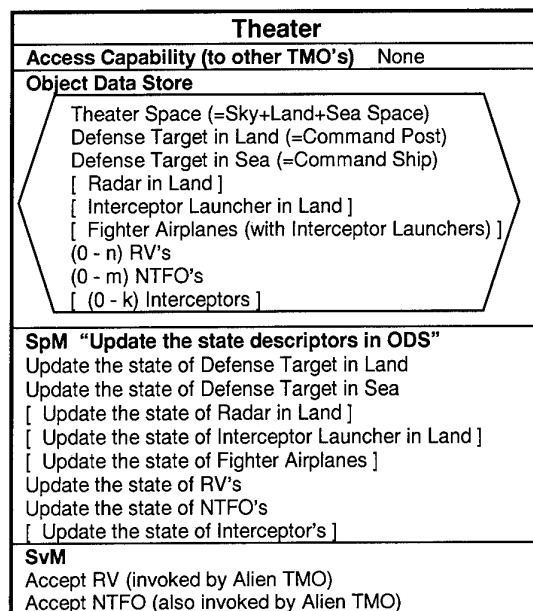 Theater
Access Capability (to other TMO's) None
Object Data Store
Theater Space (=Sky+Land+Sea Space)
Defense Target in Land (=Command Post)
Defense Target in Sea (=Command Ship)
[ Radar in Land ]
[ Interceptor Launcher in Land ]
[ Fighter Airplanes (with Interceptor Launchers) ]
(0 - n) RV's
(0 - m) NTFO's
[ (0 - k) Interceptors ]
SpM "Update the state descriptors in ODS"
Update the state of Defense Target in Land
Update the state of Defense Target in Sea
[ Update the state of Radar in Land ]
[ Update the state of Interceptor Launcher in Land ]
[ Update the state of Fighter Airplanes ]
Update the state of RV's
Update the state of NTFO's
[ Update the state of Interceptor's ]
SvM
Accept RV (invoked by Alien TMO)
Accept NTFO (also invoked by Alien TMO)